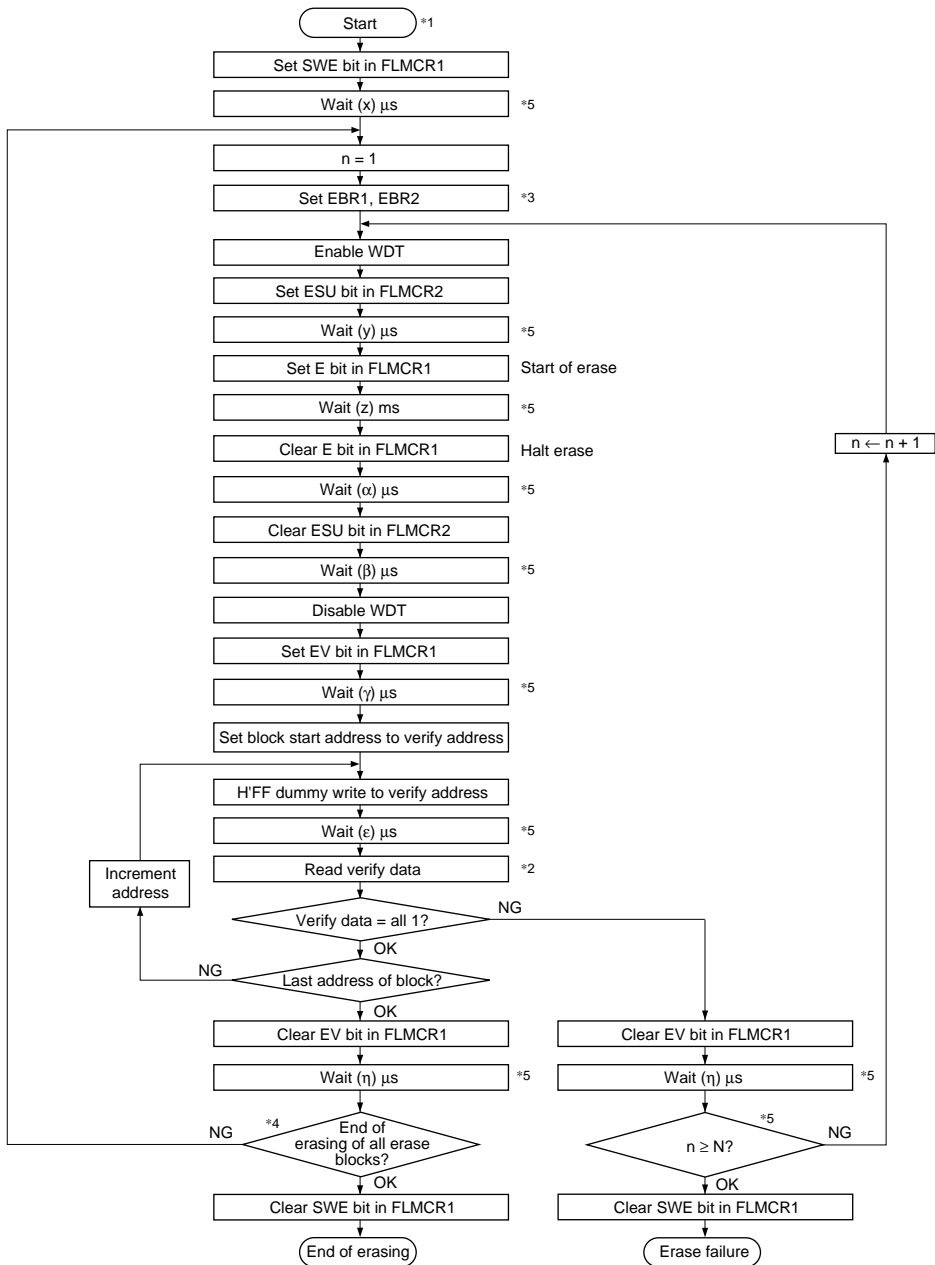 Start *1
Set SWE bit in FLMCR1
Wait (x) μs *5
n = 1
Set EBR1, EBR2 *3
Enable WDT
Set ESU bit in FLMCR2
Wait (y) μs *5
Set E bit in FLMCR1 Start of erase
Wait (z) ms *5
n ← n + 1
Clear E bit in FLMCR1 Halt erase
Wait (α) μs *5
Clear ESU bit in FLMCR2
Wait (β) μs *5
Disable WDT
Set EV bit in FLMCR1
Wait (γ) μs *5
Set block start address to verify address
H'FF dummy write to verify address
Wait (ε) μs *5
Increment
address
Read verify data *2
Verify data = all 1? NG
OK
NG Last address of block?
OK
Clear EV bit in FLMCR1
Wait (η) μs *5
NG *4 End of
erasing of all erase
blocks?
OK
Clear SWE bit in FLMCR1
End of erasing
Clear EV bit in FLMCR1
Wait (η) μs *5
*5
n ≥ N? NG
OK
Clear SWE bit in FLMCR1
Erase failure